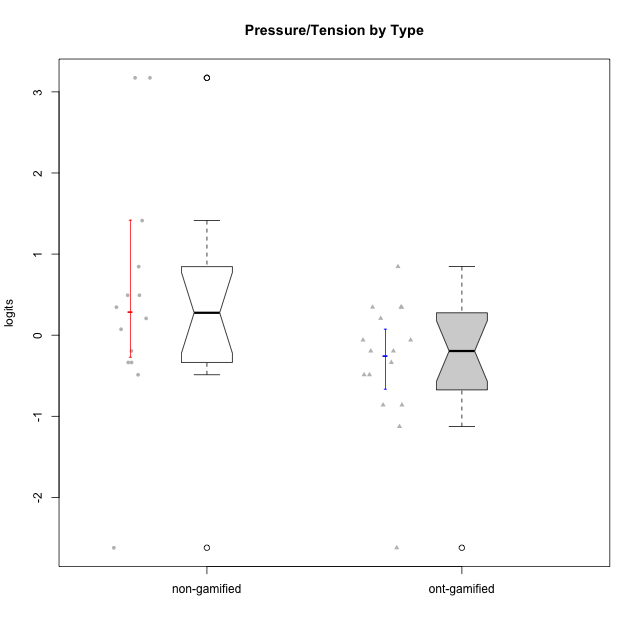 Pressure/Tension by Type
logits
3
2
1
0
-1
-2
non-gamified
ont-gamified